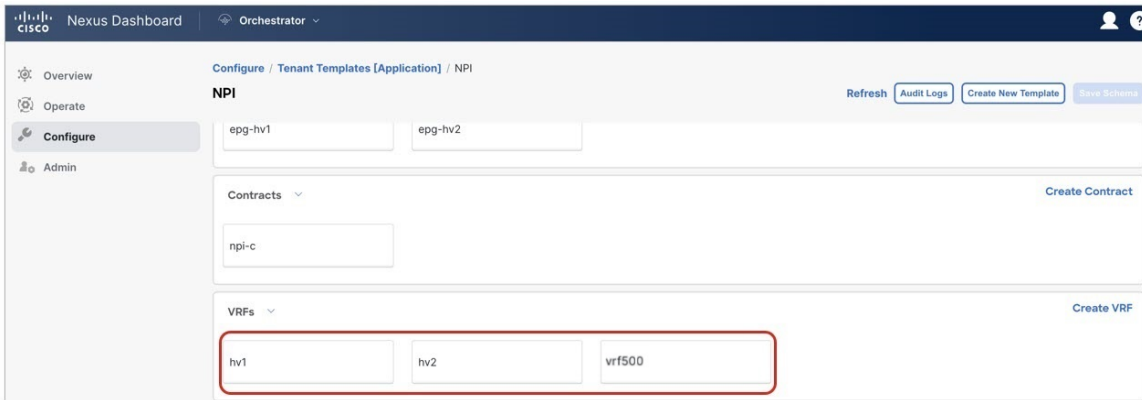 CISCO Nexus Dashboard Orchestrator ?
Configure / Tenant Templates [Application] / NPI
NPI
Refresh Audit Logs Create New Template Save Schema
Overview
Operate
Configure
Admin
epg-hv1 epg-hv2
Contracts Create Contract
npi-c
VRFs Create VRF
hv1 hv2 vrf500